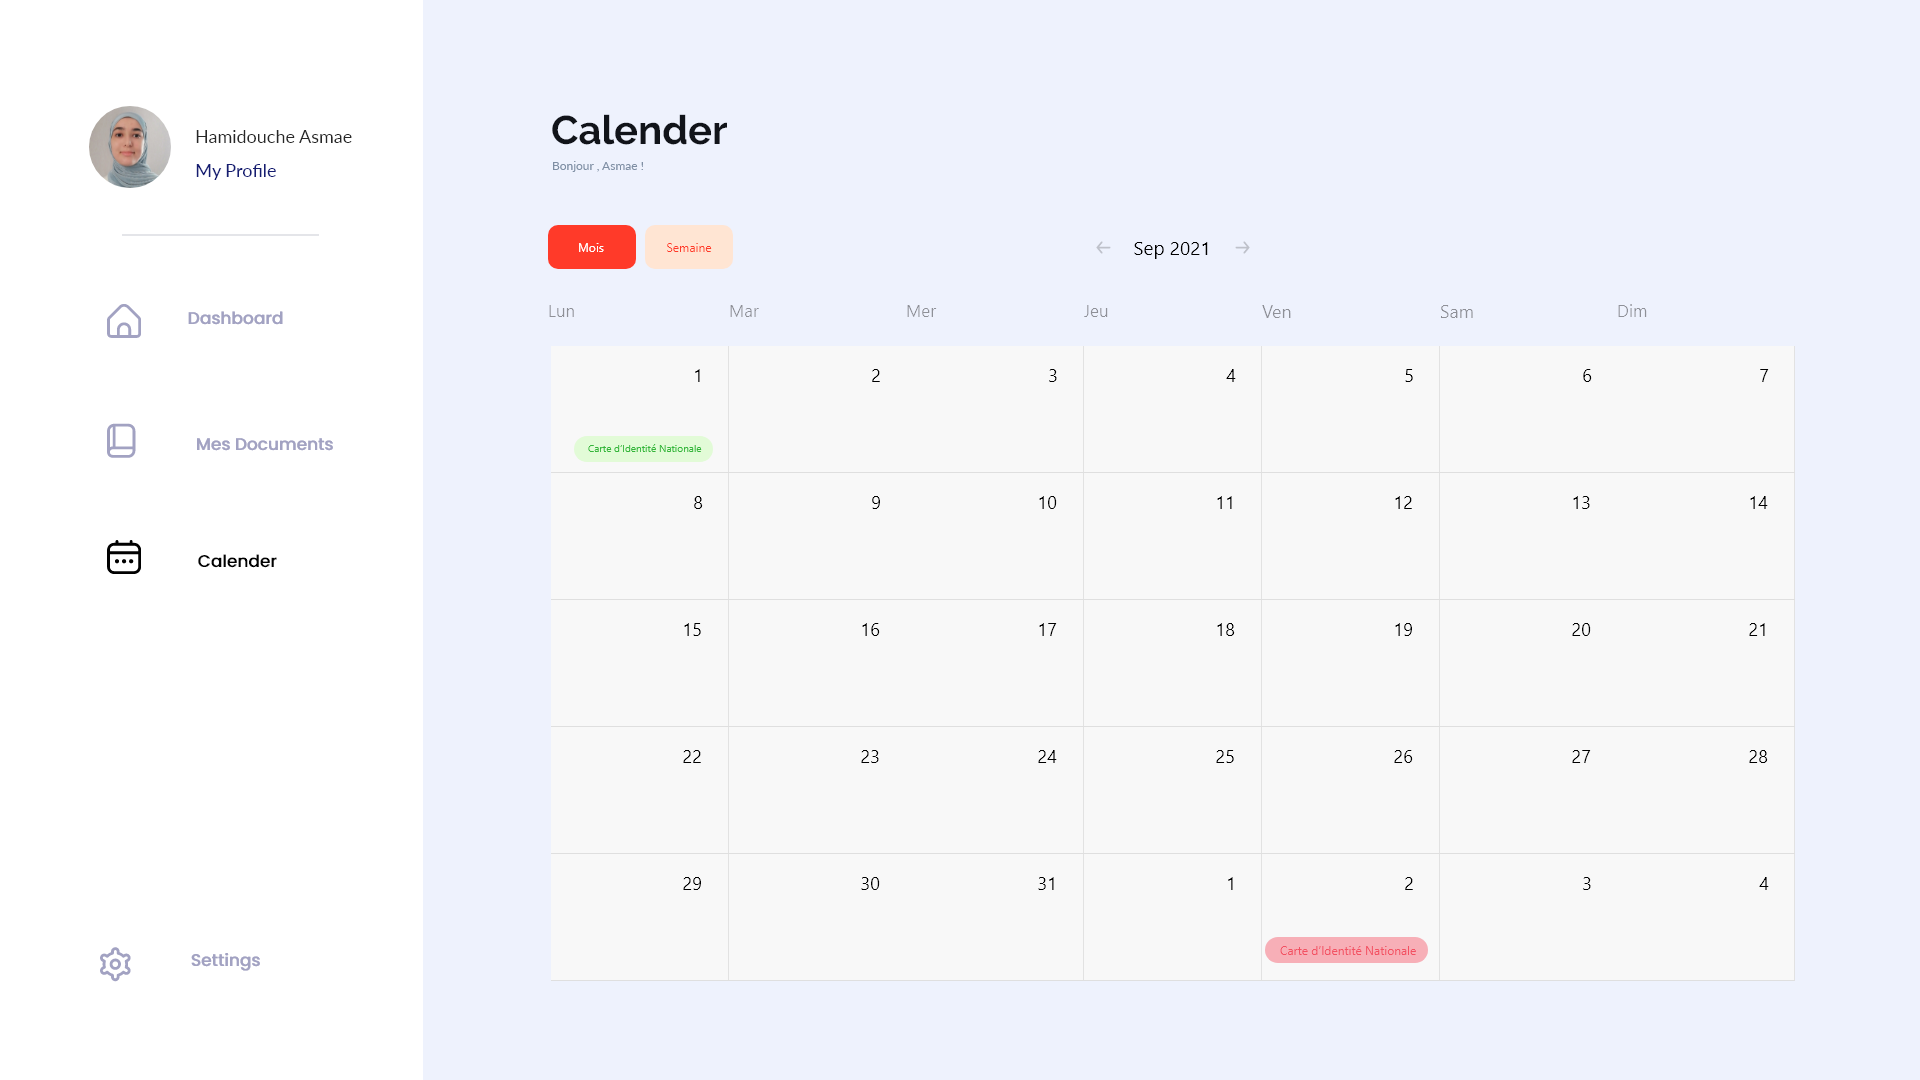 Hamidouche Asmae
My Profile
Dashboard
Mes Documents
Calender
Settings
Calender
Bonjour , Asmae !
Mois Semaine
Sep 2021
Lun Mar Mer Jeu Ven Sam Dim
1 2 3 4 5 6 7
Carte d'Identité Nationale
8 9 10 11 12 13 14
15 16 17 18 19 20 21
22 23 24 25 26 27 28
29 30 31 1 2 3 4
Carte d'Identité Nationale